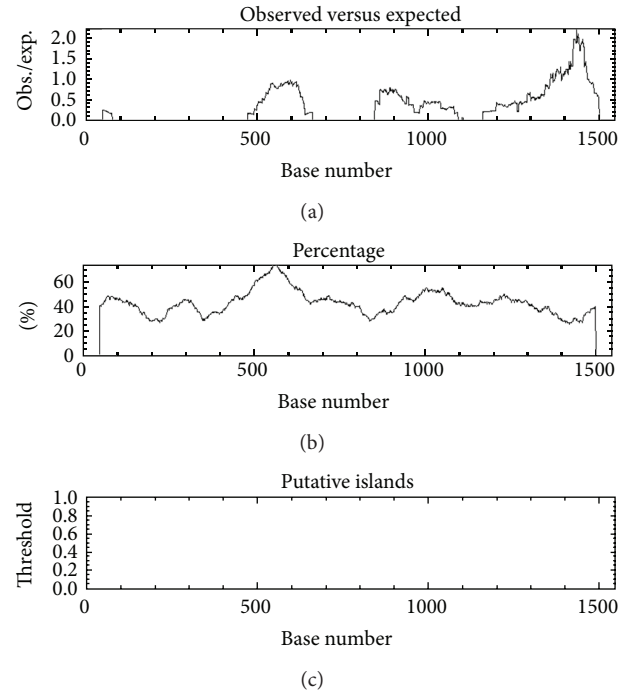 Observed versus expected
Obs./exp.
2.0
1.5
1.0
0.5
0.0
0 500 1000 1500
Base number
(a)
Percentage
(%)
60
40
20
0
0 500 1000 1500
Base number
(b)
Putative islands
Threshold
1.0
0.8
0.6
0.4
0.2
0.0
0 500 1000 1500
Base number
(c)